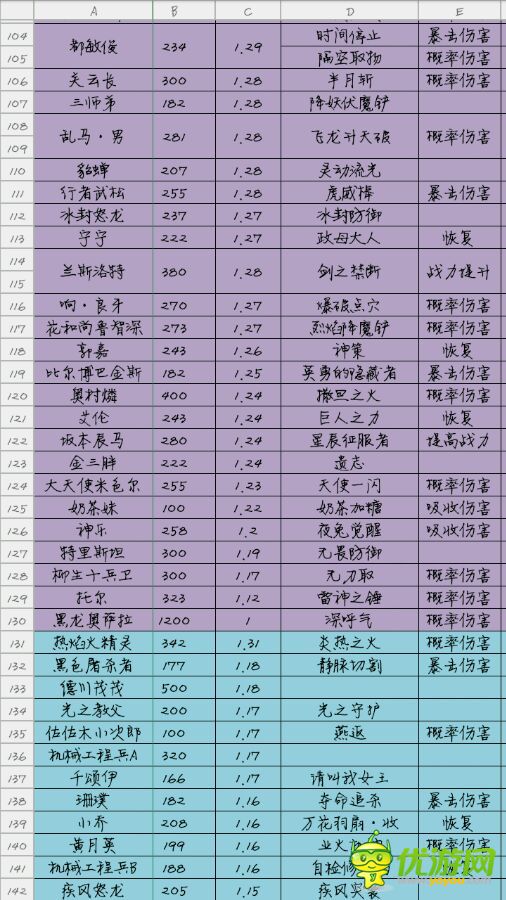 A B C D E
104 都敏俊 234 1.29 时间停止 暴击伤害
105 隔空取物 概率伤害
106 关云长 300 1.28 半月斩 概率伤害
107 三师弟 182 1.28 降妖伏魔铲
108 乱马·男 281 1.28 飞龙升天破 概率伤害
109
110 貂蝉 207 1.28 灵动流光
111 行者武松 255 1.28 虎威棒 暴击伤害
112 冰封怒龙 237 1.27 冰封防御
113 宁宁 222 1.27 政母大人 恢复
114 兰斯洛特 380 1.28 剑之禁断 战力提升
115
116 响·良牙 270 1.27 爆破点穴 概率伤害
117 花和尚鲁智深 273 1.27 烈焰降魔铲 概率伤害
118 郭嘉 243 1.26 神策 恢复
119 比尔博巴金斯 182 1.25 英勇的隐藏者 暴击伤害
120 奥村燐 400 1.24 撒旦之火 概率伤害
121 艾伦 243 1.24 巨人之力 恢复
122 坂本辰马 280 1.24 星辰征服者 提高战力
123 金三胖 222 1.24 遗忘
124 大天使米色尔 255 1.23 天使一闪 概率伤害
125 奶茶妹 100 1.22 奶茶加糖 吸收伤害
126 神乐 258 1.2 夜兔觉醒 吸收伤害
127 特里斯坦 300 1.19 无畏防御
128 柳生十兵卫 300 1.17 无刀取 概率伤害
129 托尔 323 1.12 雷神之锤 概率伤害
130 黑龙奥萨拉 1200 1 深呼气 概率伤害
131 热焰火精灵 342 1.31 炎热之火 概率伤害
132 黑色屠杀者 177 1.18 静脉切割 暴击伤害
133 德川茂茂 500 1.18
134 光之教父 200 1.17 光之守护
135 佐佐木小次郎 100 1.17 燕返 概率伤害
136 机械工程兵A 320 1.17
137 千颂伊 166 1.17 请叫我女王
138 珊璞 182 1.16 夺命追杀 暴击伤害
139 小乔 208 1.16 万花羽扇·收 恢复
140 黄月英 199 1.16 业火 概率伤害
141 机械工程兵B 188 1.16 自检修 概率伤害
142 疾风怒龙 205 1.15 疾风突袭
优游网